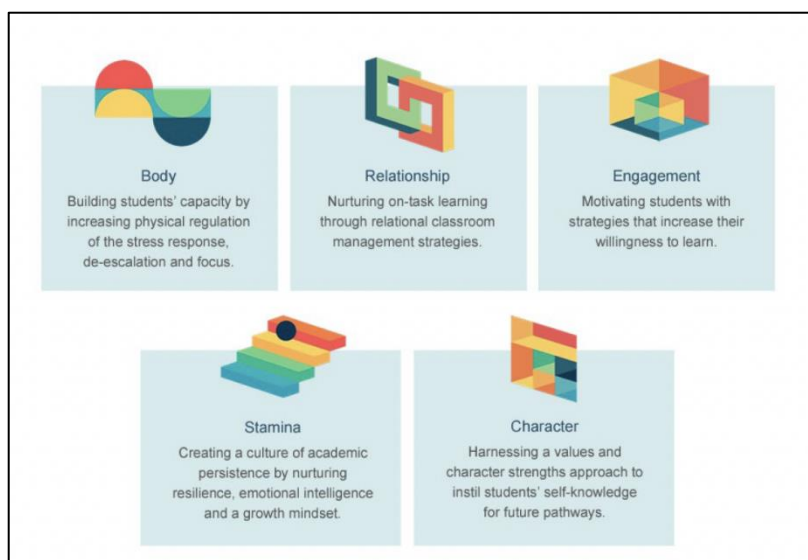 Body
Building students' capacity by
increasing physical regulation
of the stress response,
de-escalation and focus.
Relationship
Nurturing on-task learning
through relational classroom
management strategies.
Engagement
Motivating students with
strategies that increase their
willingness to learn.
Stamina
Creating a culture of academic
persistence by nurturing
resilience, emotional intelligence
and a growth mindset.
Character
Harnessing a values and
character strengths approach to
instil students' self-knowledge
for future pathways.